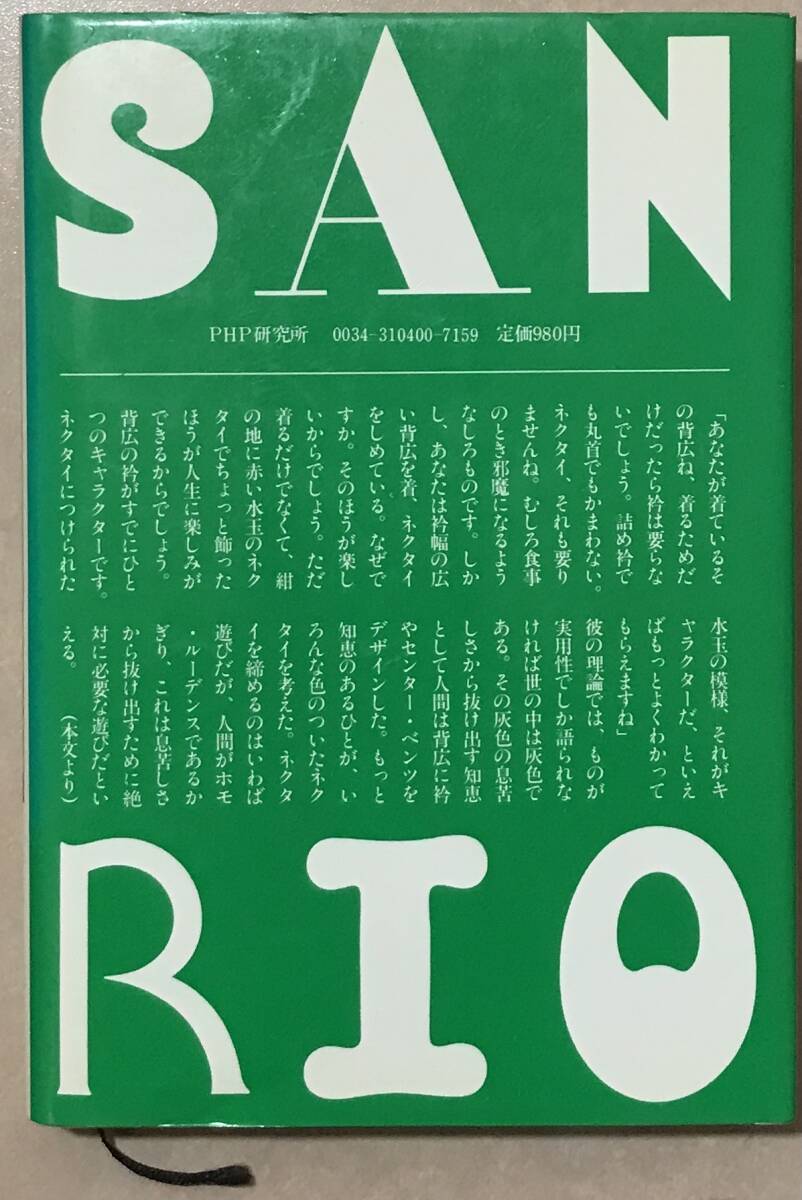 SAN
PHP研究所　0034-310400-7159　定価980円
「あなたが着ているそ
の背広ね、着るためだ
けだったら衿は要らな
いでしょう。詰め衿で
も丸首でもかまわない。
ネクタイ、それも要り
ませんね。むしろ食事
のとき邪魔になるよう
なしろものです。しか
し、あなたは衿幅の広
い背広を着、ネクタイ
をしめている。なぜで
すか。そのほうが楽し
いからでしょう。ただ
着るだけでなくて、紺
の地に赤い水玉のネク
タイでちょっと飾った
ほうが人生に楽しみが
できるからでしょう。
背広の衿がすでにひと
つのキャラクターです。
ネクタイにつけられた
水玉の模様、それがキ
ャラクターだ、といえ
ばもっとよくわかって
もらえますね」
彼の理論では、ものが
実用性でしか語られな
ければ世の中は灰色で
ある。その灰色の息苦
しさから抜け出す知恵
として人間は背広に衿
やセンター・ベンツを
デザインした。もっと
知恵のあるひとが、い
ろんな色のついたネク
タイを考えた。ネクタ
イを締めるのはいわば
遊びだが、人間がホモ
・ルーデンスであるか
ぎり、これは息苦しさ
から抜け出すために絶
対に必要な遊びだとい
える。　（本文より）
RIO